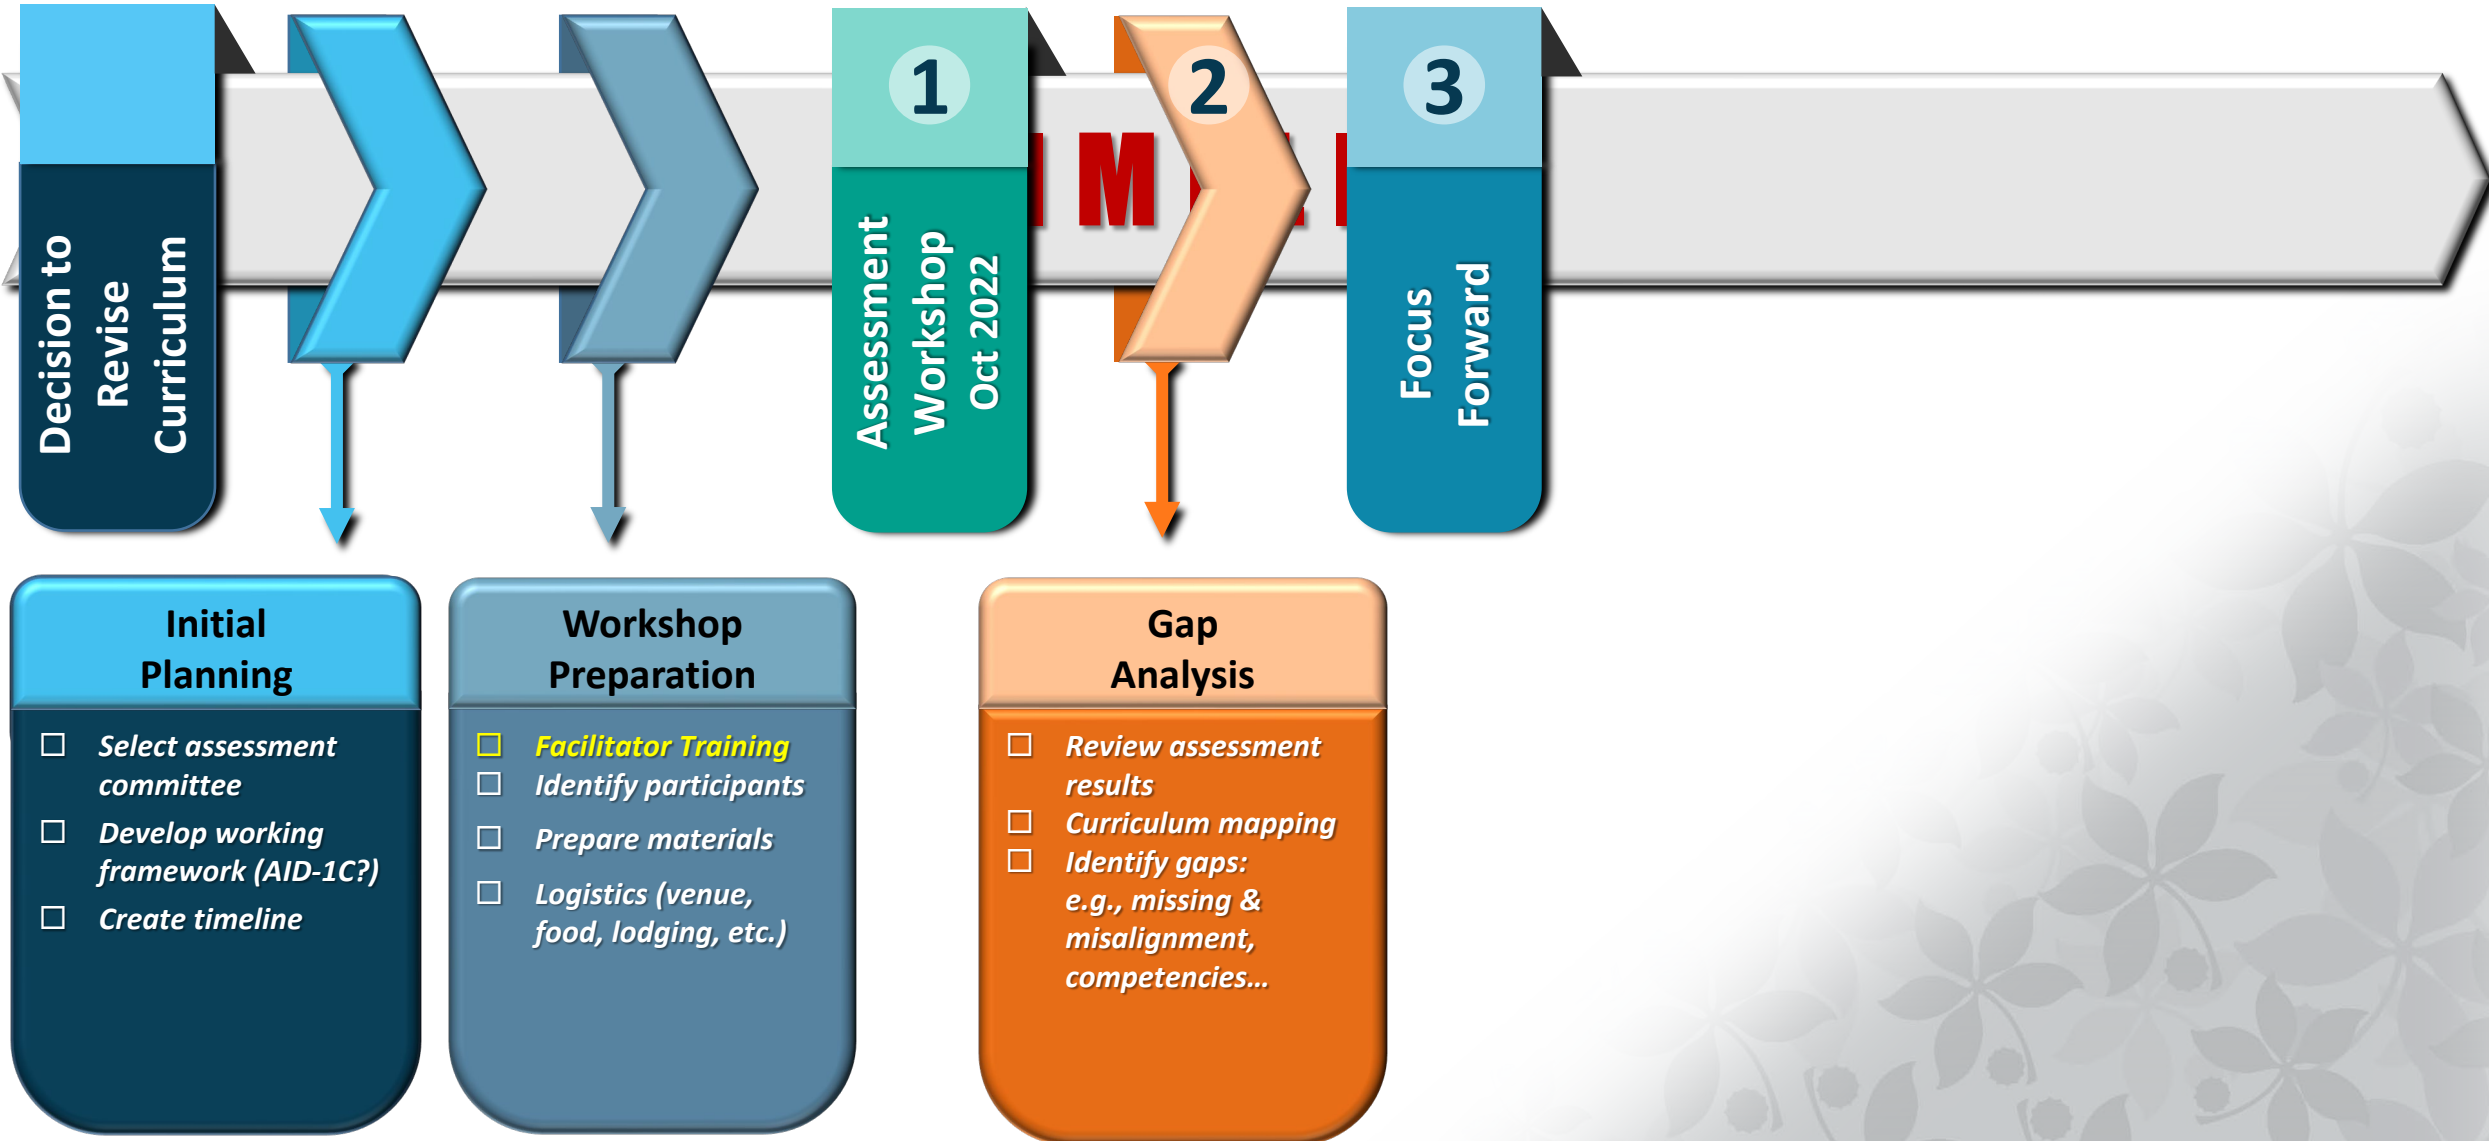 Decision to
Revise
Curriculum
1
Assessment
Workshop
Oct 2022
M
2
3
Focus
Forward
Initial
Planning
☐ Select assessment
committee
☐ Develop working
framework (AID-1C?)
☐ Create timeline
Workshop
Preparation
☐ Facilitator Training
☐ Identify participants
☐ Prepare materials
☐ Logistics (venue,
food, lodging, etc.)
Gap
Analysis
☐ Review assessment
results
☐ Curriculum mapping
☐ Identify gaps:
e.g., missing &
misalignment,
competencies…